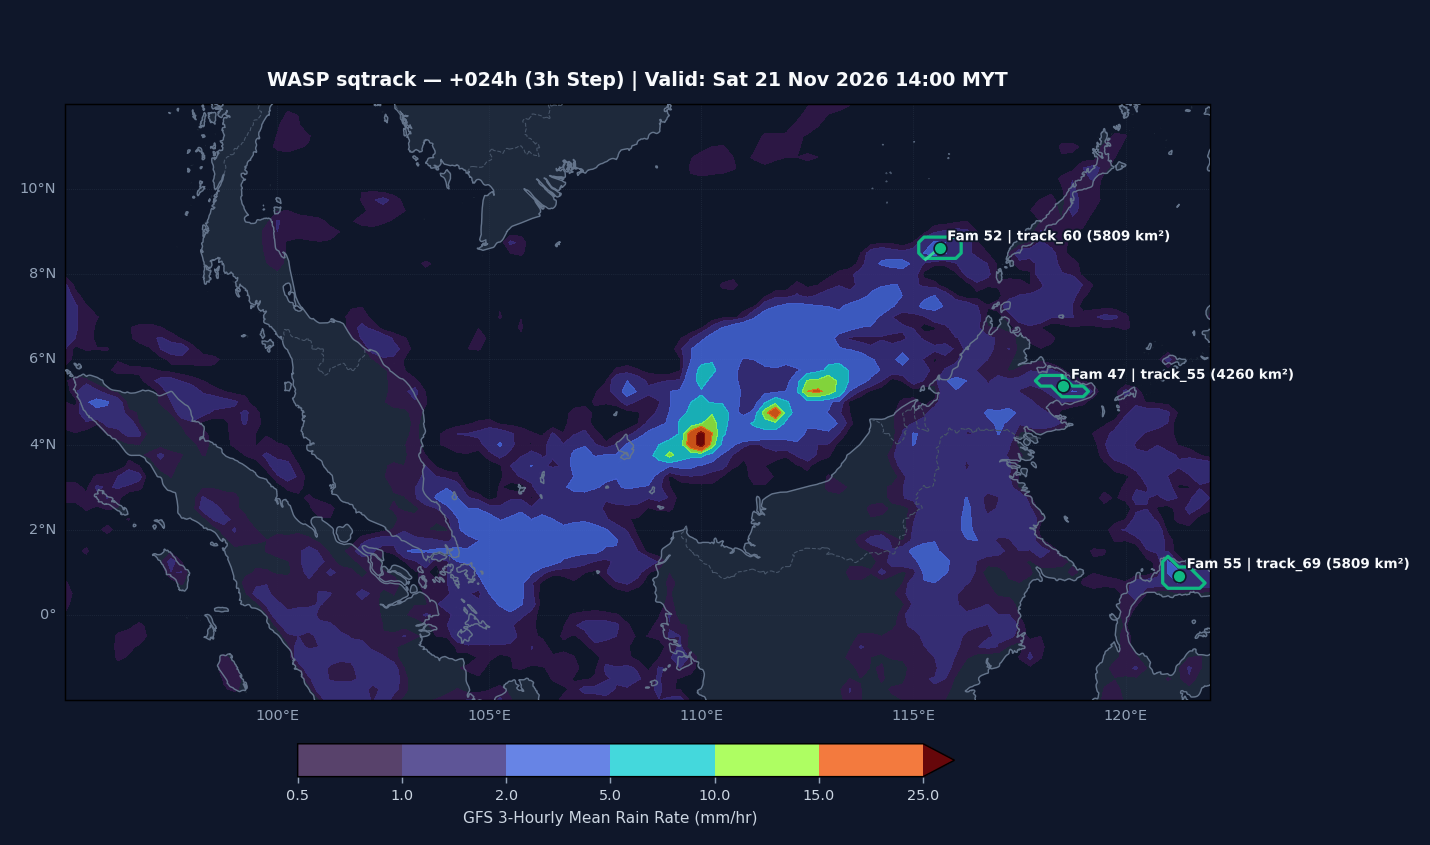 WASP sqtrack — +024h (3h Step) | Valid: Sat 21 Nov 2026 14:00 MYT
10°N
8°N
6°N
4°N
2°N
0°
Fam 52 | track_60 (5809 km²)
Fam 47 | track_55 (4260 km²)
Fam 55 | track_69 (5809 km²)
100°E 105°E 110°E 115°E 120°E
0.5 1.0 2.0 5.0 10.0 15.0 25.0
GFS 3-Hourly Mean Rain Rate (mm/hr)